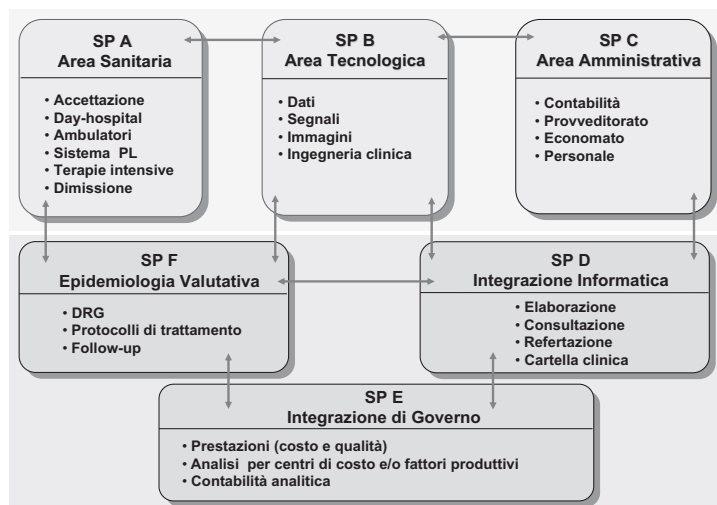 SP A
Area Sanitaria
• Accettazione
• Day-hospital
• Ambulatori
• Sistema PL
• Terapie intensive
• Dimissione
SP B
Area Tecnologica
• Dati
• Segnali
• Immagini
• Ingegneria clinica
SP C
Area Amministrativa
• Contabilità
• Provveditorato
• Economato
• Personale
SP F
Epidemiologia Valutativa
• DRG
• Protocolli di trattamento
• Follow-up
SP D
Integrazione Informatica
• Elaborazione
• Consultazione
• Refertazione
• Cartella clinica
SP E
Integrazione di Governo
• Prestazioni (costo e qualità)
• Analisi per centri di costo e/o fattori produttivi
• Contabilità analitica